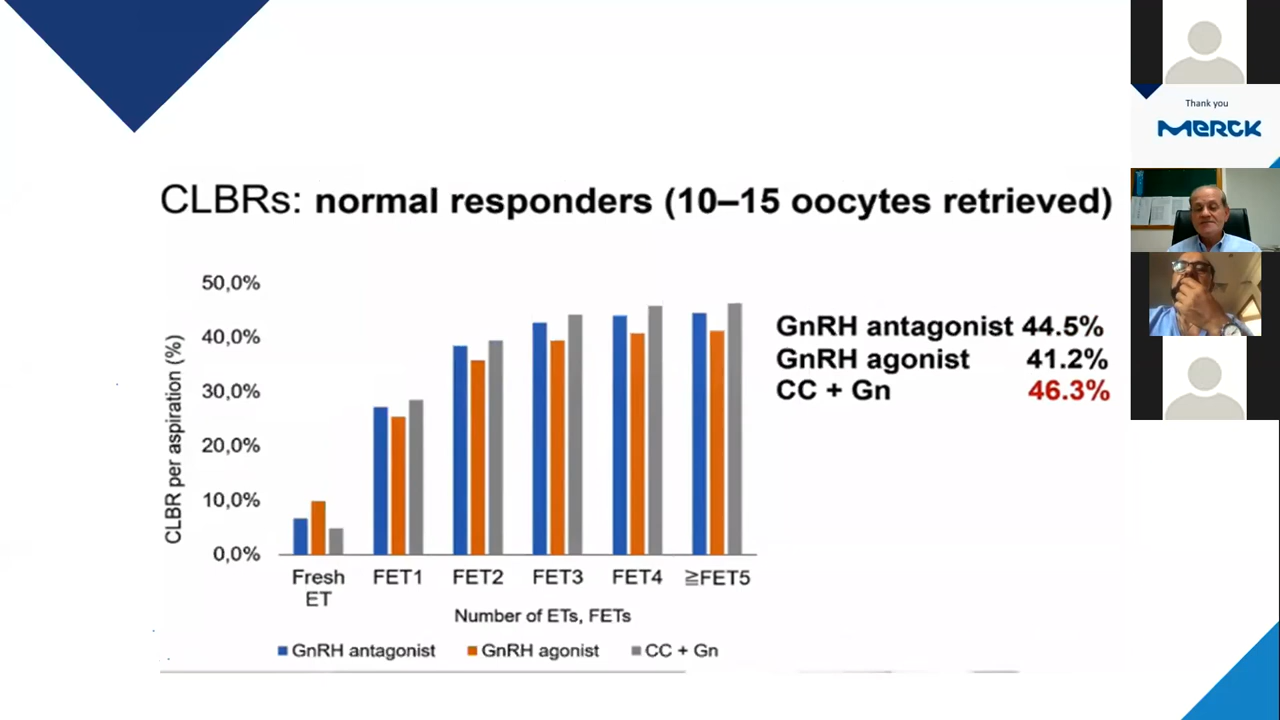 Thank you
MERCK
CLBRs: normal responders (10–15 oocytes retrieved)
CLBR per aspiration (%)
50,0%
40,0%
30,0%
20,0%
10,0%
0,0%
GnRH antagonist 44.5%
GnRH agonist 41.2%
CC + Gn 46.3%
Fresh ET FET1 FET2 FET3 FET4 ≧FET5
Number of ETs, FETs
GnRH antagonist GnRH agonist CC + Gn